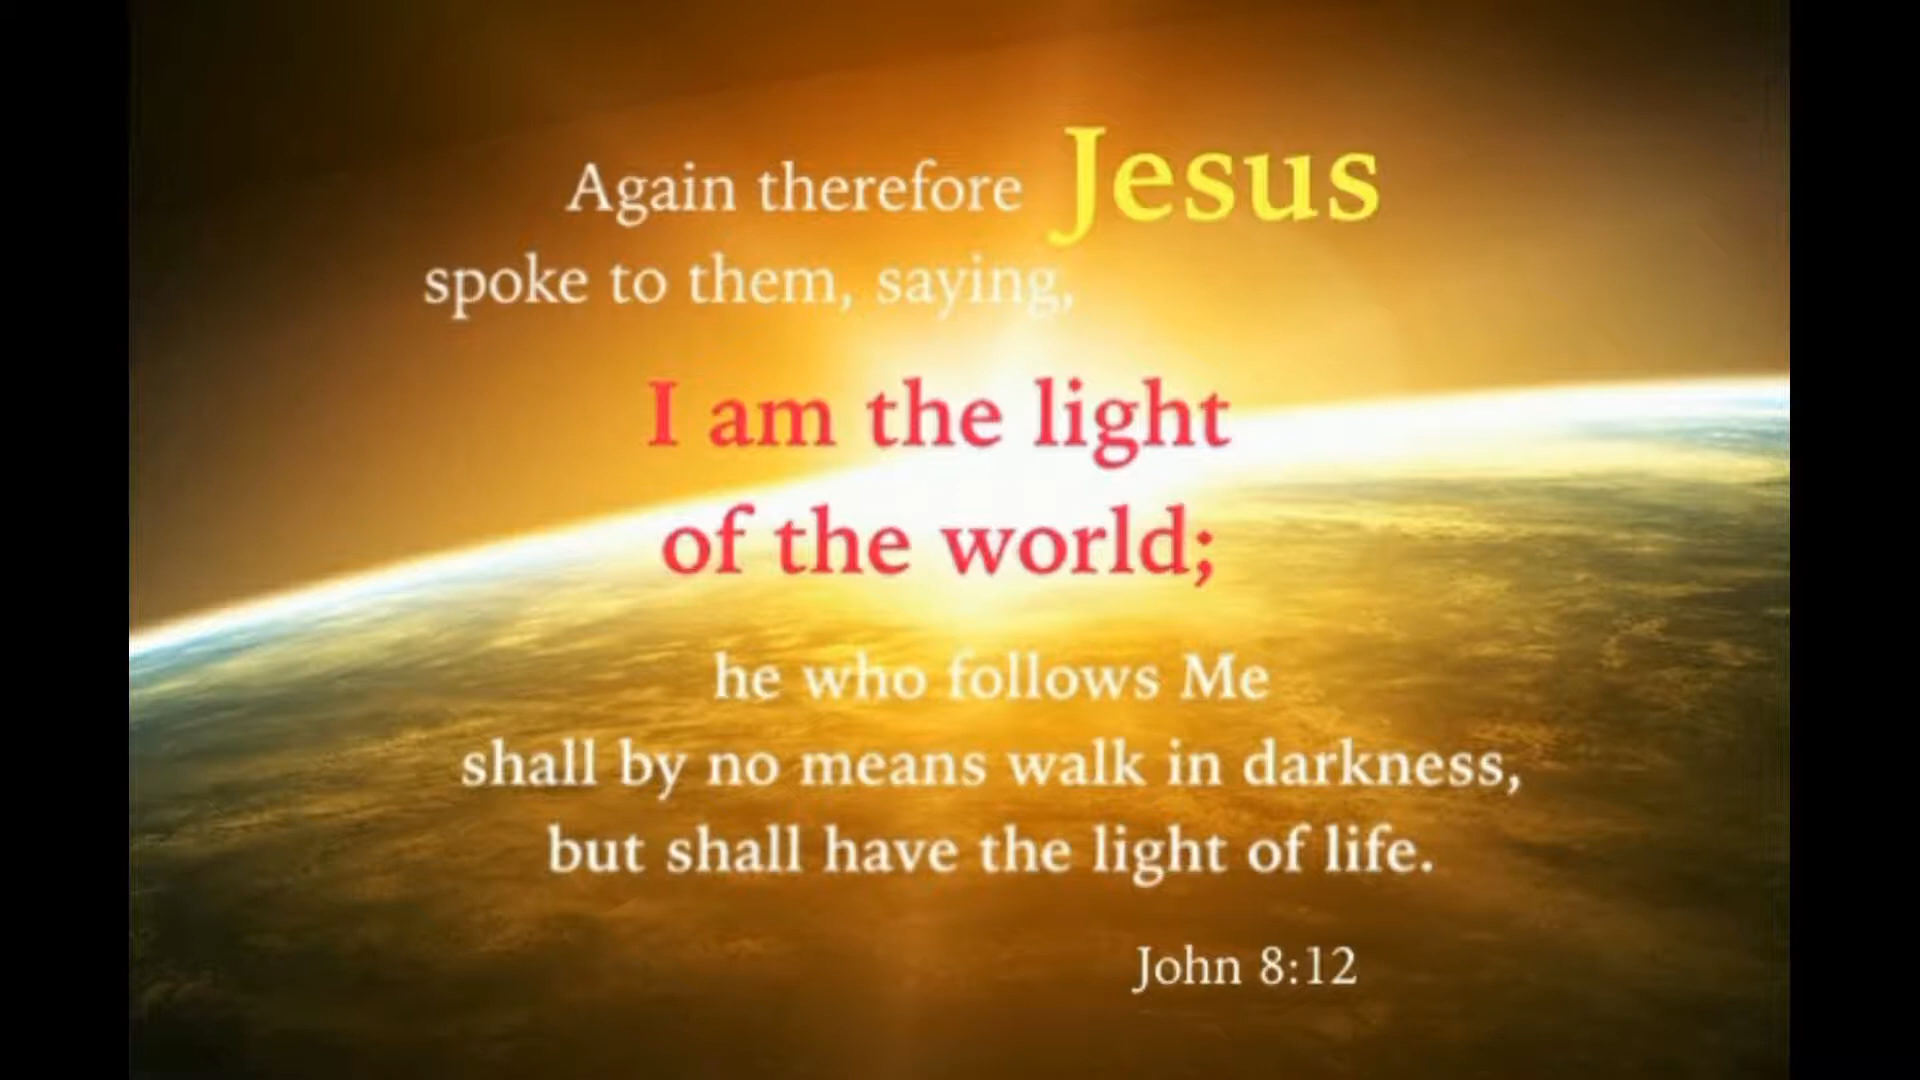 Again therefore Jesus
spoke to them, saying,
I am the light
of the world;
he who follows Me
shall by no means walk in darkness,
but shall have the light of life.
John 8:12